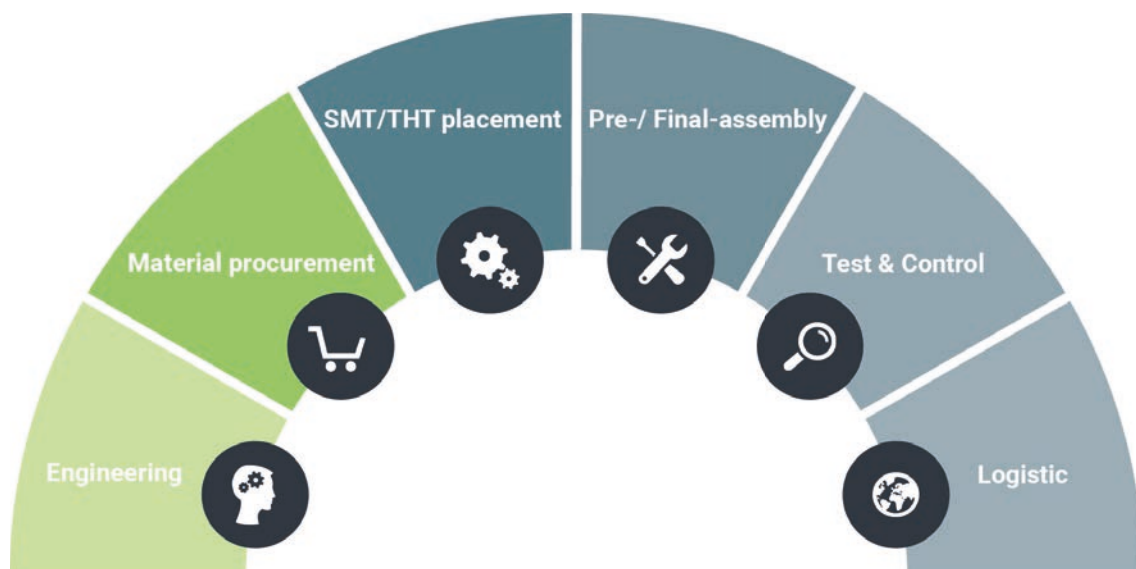 SMT/THT placement
Pre-/ Final-assembly
Material procurement
Test & Control
Engineering
Logistic